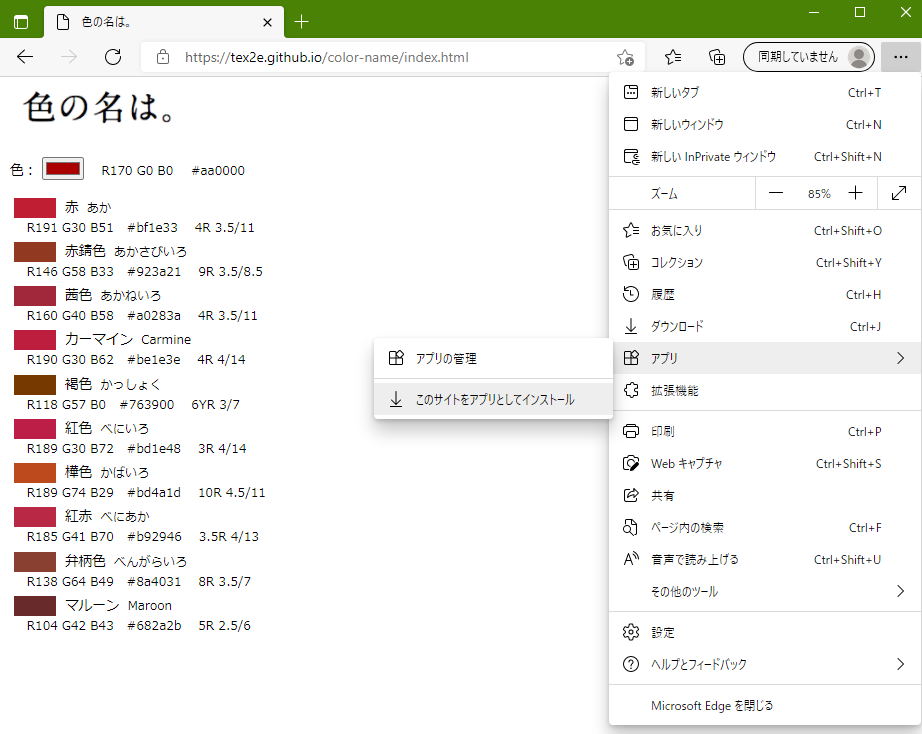 色の名は。
https://tex2e.github.io/color-name/index.html
同期していません
色の名は。
色： R170 G0 B0 #aa0000
赤 あか
R191 G30 B51 #bf1e33 4R 3.5/11
赤錆色 あかさびいろ
R146 G58 B33 #923a21 9R 3.5/8.5
茜色 あかねいろ
R160 G40 B58 #a0283a 4R 3.5/11
カーマイン Carmine
R190 G30 B62 #be1e3e 4R 4/14
褐色 かっしょく
R118 G57 B0 #763900 6YR 3/7
紅色 べにいろ
R189 G30 B72 #bd1e48 3R 4/14
樺色 かばいろ
R189 G74 B29 #bd4a1d 10R 4.5/11
紅赤 べにあか
R185 G41 B70 #b92946 3.5R 4/13
弁柄色 べんがらいろ
R138 G64 B49 #8a4031 8R 3.5/7
マルーン Maroon
R104 G42 B43 #682a2b 5R 2.5/6
アプリの管理
このサイトをアプリとしてインストール
新しいタブ Ctrl+T
新しいウィンドウ Ctrl+N
新しい InPrivate ウィンドウ Ctrl+Shift+N
ズーム 85%
お気に入り Ctrl+Shift+O
コレクション Ctrl+Shift+Y
履歴 Ctrl+H
ダウンロード Ctrl+J
アプリ
拡張機能
印刷 Ctrl+P
Web キャプチャ Ctrl+Shift+S
共有
ページ内の検索 Ctrl+F
音声で読み上げる Ctrl+Shift+U
その他のツール
設定
ヘルプとフィードバック
Microsoft Edge を閉じる